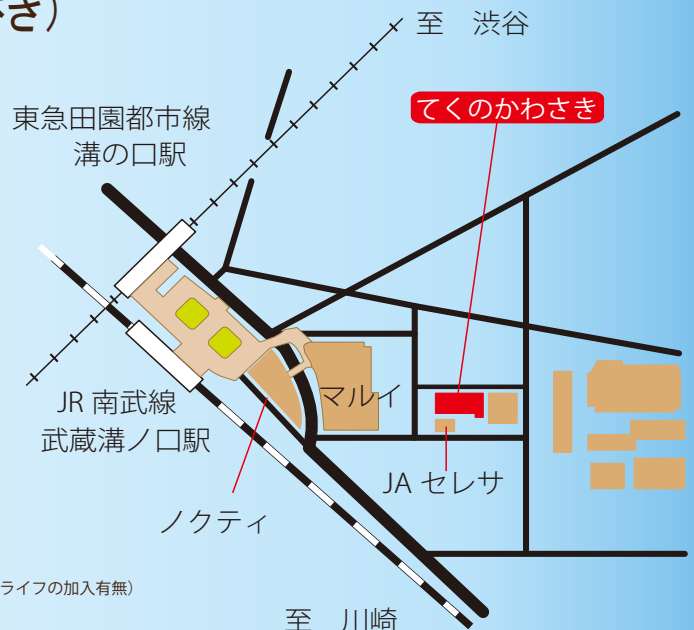 さ）
至　渋谷
てくのかわさき
東急田園都市線
溝の口駅
マルイ
JR 南武線
武蔵溝ノ口駅
JA セレサ
ノクティ
ライフの加入有無）
至　川崎